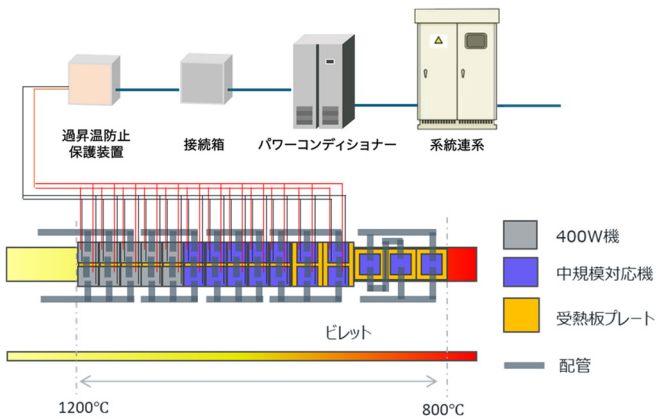 過昇温防止
保護装置
接続箱
パワーコンディショナー
系統連系
400W機
中規模対応機
受熱板プレート
配管
ビレット
1200℃
800℃